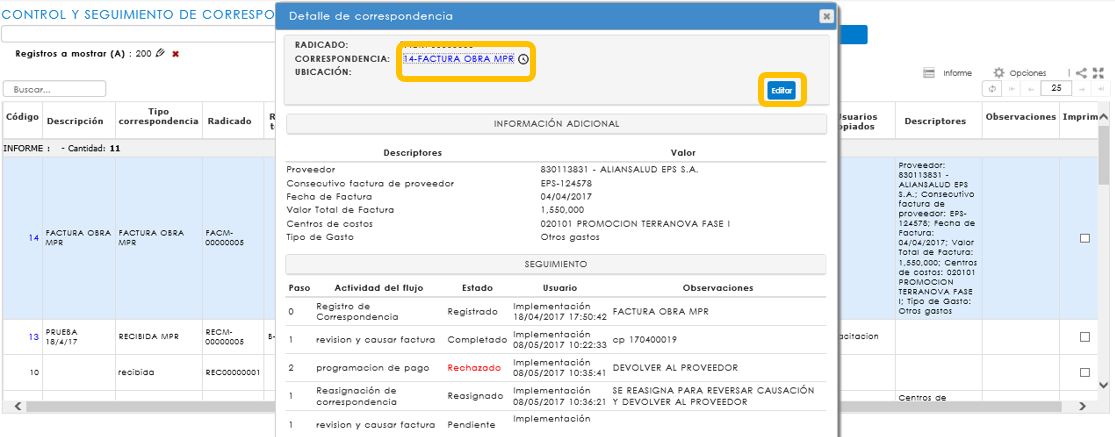 CONTROL Y SEGUIMIENTO DE CORRESPO
Registros a mostrar (A) : 200
Buscar...
Informe
Opciones
25
Código Descripción Tipo correspondencia Radicado
Usuarios
Descriptores Observaciones Imprim
INFORME : - Cantidad: 11
14 FACTURA OBRA MPR FACTURA OBRA MPR FACM-00000005
Proveedor:
830113831 -
ALIANSALUD EPS
S.A.; Consecutivo
factura de
proveedor: EPS-
124578; Fecha de
Factura:
04/04/2017; Valor
Total de Factura:
1,550,000; Centros
de costos: 020101
PROMOCION
TERRANOVA FASE
I; Tipo de Gasto:
Otros gastos
13 PRUEBA 18/4/17 RECIBIDA MPR RECM-00000005
acitacion
10 recibida REC00000001
Centros de
Detalle de correspondencia
RADICADO:
CORRESPONDENCIA: 14-FACTURA OBRA MPR
UBICACIÓN:
Editar
INFORMACIÓN ADICIONAL
Descriptores Valor
Proveedor 830113831 - ALIANSALUD EPS S.A.
Consecutivo factura de proveedor EPS-124578
Fecha de Factura 04/04/2017
Valor Total de Factura 1,550,000
Centros de costos 020101 PROMOCION TERRANOVA FASE I
Tipo de Gasto Otros gastos
SEGUIMIENTO
Paso Actividad del flujo Estado Usuario Observaciones
0 Registro de Correspondencia Registrado Implementación 18/04/2017 17:50:42 FACTURA OBRA MPR
1 revision y causar factura Completado Implementación 08/05/2017 10:22:33 cp 170400019
2 programacion de pago Rechazado Implementación 08/05/2017 10:35:41 DEVOLVER AL PROVEEDOR
1 Reasignación de correspondencia Reasignado Implementación 08/05/2017 10:36:21 SE REASIGNA PARA REVERSAR CAUSACIÓN Y DEVOLVER AL PROVEEDOR
1 revision y causar factura Pendiente Implementación